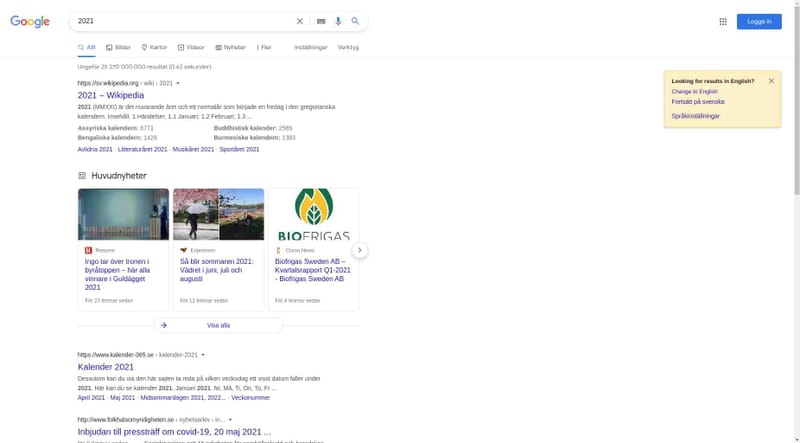 Google
2021
Logga in
Allt
Bilder
Kartor
Videor
Nyheter
Fler
Inställningar
Verktyg
Ungefär 25 270 000 000 resultat (0,62 sekunder)
Looking for results in English?
Change to English
Fortsätt på svenska
Språkinställningar
https://sv.wikipedia.org › wiki › 2021
2021 – Wikipedia
2021 (MMXXI) är det nuvarande året och ett normalår som började en fredag i den gregorianska
kalendern. Innehåll. 1 Händelser. 1.1 Januari; 1.2 Februari; 1.3 ...
Assyriska kalendern: 6771
Buddhistisk kalender: 2565
Bengaliska kalendern: 1428
Burmesiska kalendern: 1383
Avlidna 2021 · Litteraturåret 2021 · Musikåret 2021 · Sportåret 2021
Huvudnyheter
BIOFRIGAS
Resume
Ingo tar över tronen i
byråtoppen – här alla
vinnare i Guldägget
2021
För 23 timmar sedan
Expressen
Så blir sommaren 2021:
Vädret i juni, juli och
augusti
För 12 timmar sedan
Cision News
Biofrigas Sweden AB –
Kvartalsrapport Q1-2021
- Biofrigas Sweden AB
För 4 timmar sedan
Visa alla
https://www.kalender-365.se › kalender-2021
Kalender 2021
Dessutom kan du via den här sajten ta reda på vilken veckodag ett visst datum faller under
2021. Här kan du se kalender 2021. Januari 2021. Nr, Må, Ti, On, To, Fr ...
April 2021 · Maj 2021 · Midsommardagen 2021, 2022... · Veckonummer
http://www.folkhalsomyndigheten.se › nyhetsarkiv › in...
Inbjudan till pressträff om covid-19, 20 maj 2021 ...